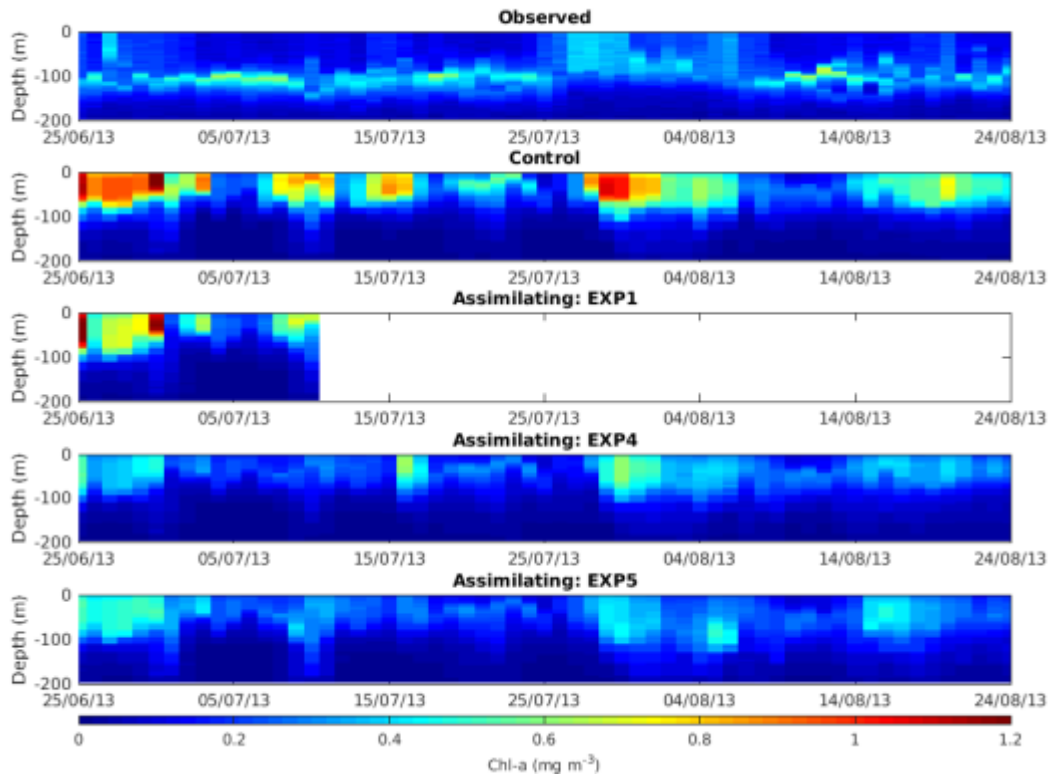 Observed
Depth (m)
0
-100
-200
25/06/13 05/07/13 15/07/13 25/07/13 04/08/13 14/08/13 24/08/13
Control
Depth (m)
0
-100
-200
25/06/13 05/07/13 15/07/13 25/07/13 04/08/13 14/08/13 24/08/13
Assimilating: EXP1
Depth (m)
0
-100
-200
25/06/13 05/07/13 15/07/13 25/07/13 04/08/13 14/08/13 24/08/13
Assimilating: EXP4
Depth (m)
0
-100
-200
25/06/13 05/07/13 15/07/13 25/07/13 04/08/13 14/08/13 24/08/13
Assimilating: EXP5
Depth (m)
0
-100
-200
25/06/13 05/07/13 15/07/13 25/07/13 04/08/13 14/08/13 24/08/13
0 0.2 0.4 0.6 0.8 1 1.2
Chl-a (mg m⁻³)